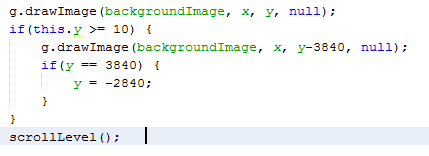 g.drawImage(backgroundImage, x, y, null);
if(this.y >= 10) {
    g.drawImage(backgroundImage, x, y-3840, null);
    if(y == 3840) {
        y = -2840;
    }
}
scrollLevel();